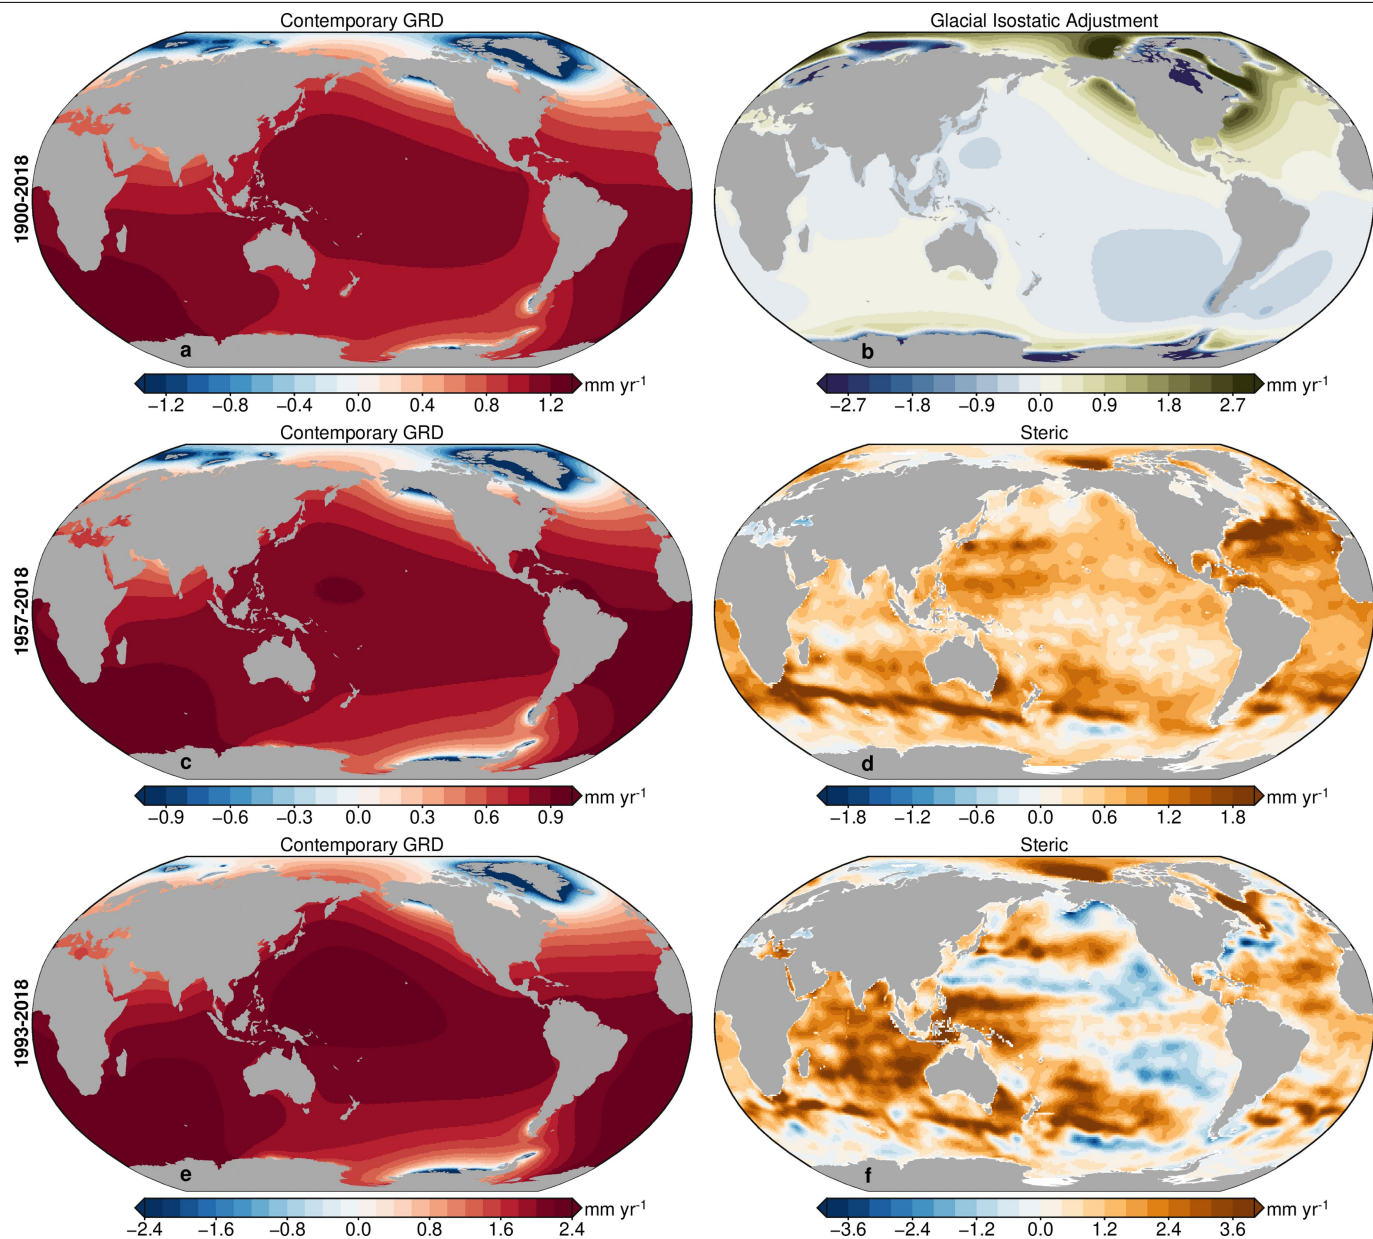 Contemporary GRD
Glacial Isostatic Adjustment
1900-2018
a
b
−1.2 −0.8 −0.4 0.0 0.4 0.8 1.2 mm yr-1
−2.7 −1.8 −0.9 0.0 0.9 1.8 2.7 mm yr-1
Contemporary GRD
Steric
1957-2018
c
d
−0.9 −0.6 −0.3 0.0 0.3 0.6 0.9 mm yr-1
−1.8 −1.2 −0.6 0.0 0.6 1.2 1.8 mm yr-1
Contemporary GRD
Steric
1993-2018
e
f
−2.4 −1.6 −0.8 0.0 0.8 1.6 2.4 mm yr-1
−3.6 −2.4 −1.2 0.0 1.2 2.4 3.6 mm yr-1